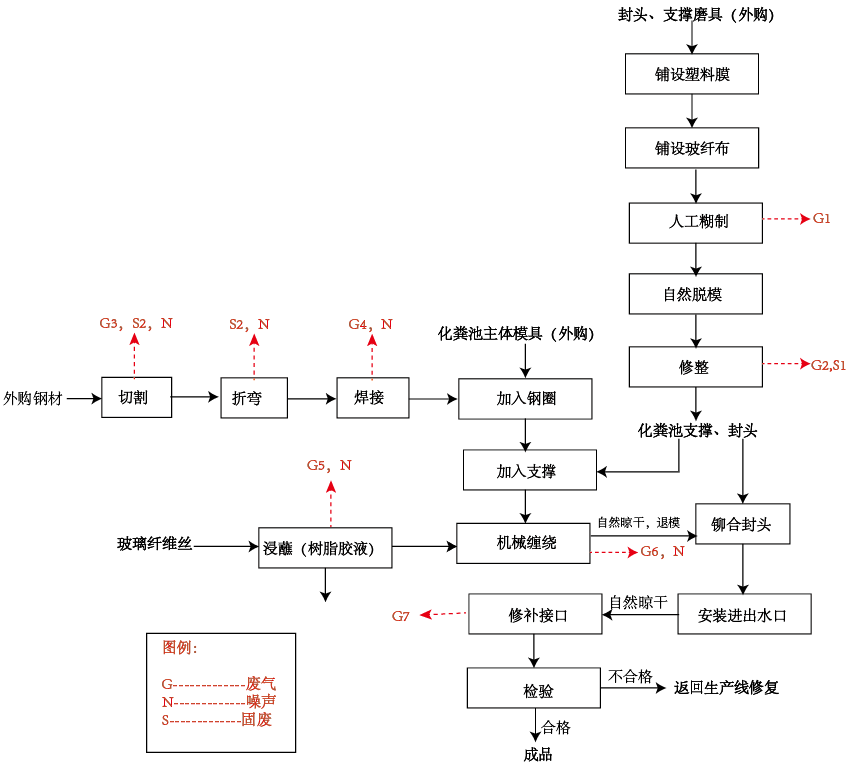 封头、支撑磨具（外购)
铺设塑料膜
铺设玻纤布
人工糊制
G1
自然脱模
G3，S2，N
S2，N
G4，N
化粪池主体模具（外购)
修整
G2,S1
外购钢材
切割
折弯
焊接
加入钢圈
化粪池支撑、封头
加入支撑
G5，N
玻璃纤维丝
浸蘸（树脂胶液）
机械缠绕
自然晾干，退模
铆合封头
G6，N
自然晾干
G7
修补接口
安装进出水口
图例：
G------------废气
N------------噪声
S------------固废
检验
不合格
返回生产线修复
合格
成品